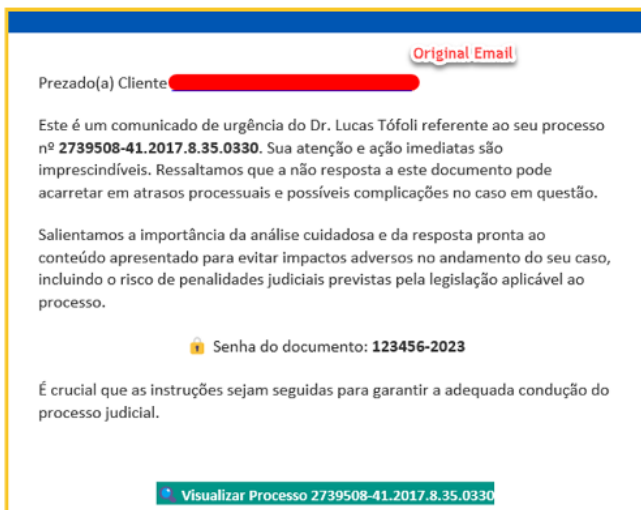 Original Email
Prezado(a) Cliente
Este é um comunicado de urgência do Dr. Lucas Tófoli referente ao seu processo
nº 2739508-41.2017.8.35.0330. Sua atenção e ação imediatas são
imprescindíveis. Ressaltamos que a não resposta a este documento pode
acarretar em atrasos processuais e possíveis complicações no caso em questão.
Salientamos a importância da análise cuidadosa e da resposta pronta ao
conteúdo apresentado para evitar impactos adversos no andamento do seu caso,
incluindo o risco de penalidades judiciais previstas pela legislação aplicável ao
processo.
🔒 Senha do documento: 123456-2023
É crucial que as instruções sejam seguidas para garantir a adequada condução do
processo judicial.
🔍 Visualizar Processo 2739508-41.2017.8.35.0330